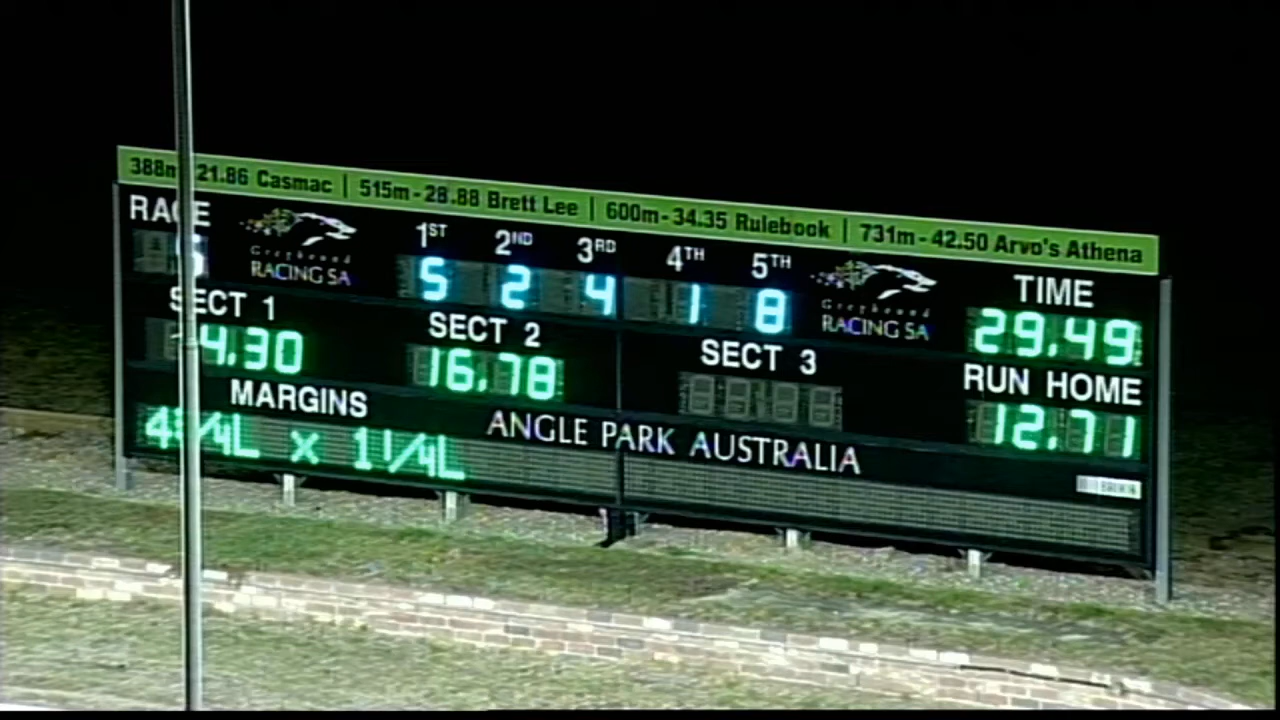 388m-21.86 Casmac | 515m-28.88 Brett Lee | 600m-34.35 Rulebook | 731m-42.50 Arvo's Athena
RACE
Greyhound
RACING SA
1ST 2ND 3RD 4TH 5TH
5 2 4 1 8
Greyhound
RACING SA
TIME
29.49
SECT 1
4.30
SECT 2
16.78
SECT 3
RUN HOME
12.71
MARGINS
x 1 1/4L
ANGLE PARK AUSTRALIA